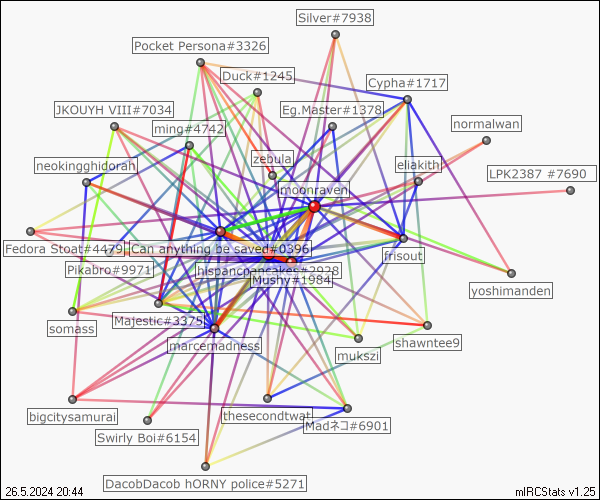 Silver#7938
Pocket Persona#3326
Duck#1245
Cypha#1717
JKOUYH VIII#7034
Eg.Master#1378
ming#4742
normalwan
neokingghidorah
zebula
eliakith
LPK2387 #7690
moonraven
Fedora Stoat#4479
Can anything be saved#0396
frisout
Pikabro#9971
hispancpancakes#2928
Mushy#1984
yoshimanden
somass
Majestic#3375
marcemadness
shawntee9
mukszi
bigcitysamurai
thesecondtwat
Madネコ#6901
Swirly Boi#6154
DacobDacob hORNY police#5271
26.5.2024 20:44
mIRCStats v1.25